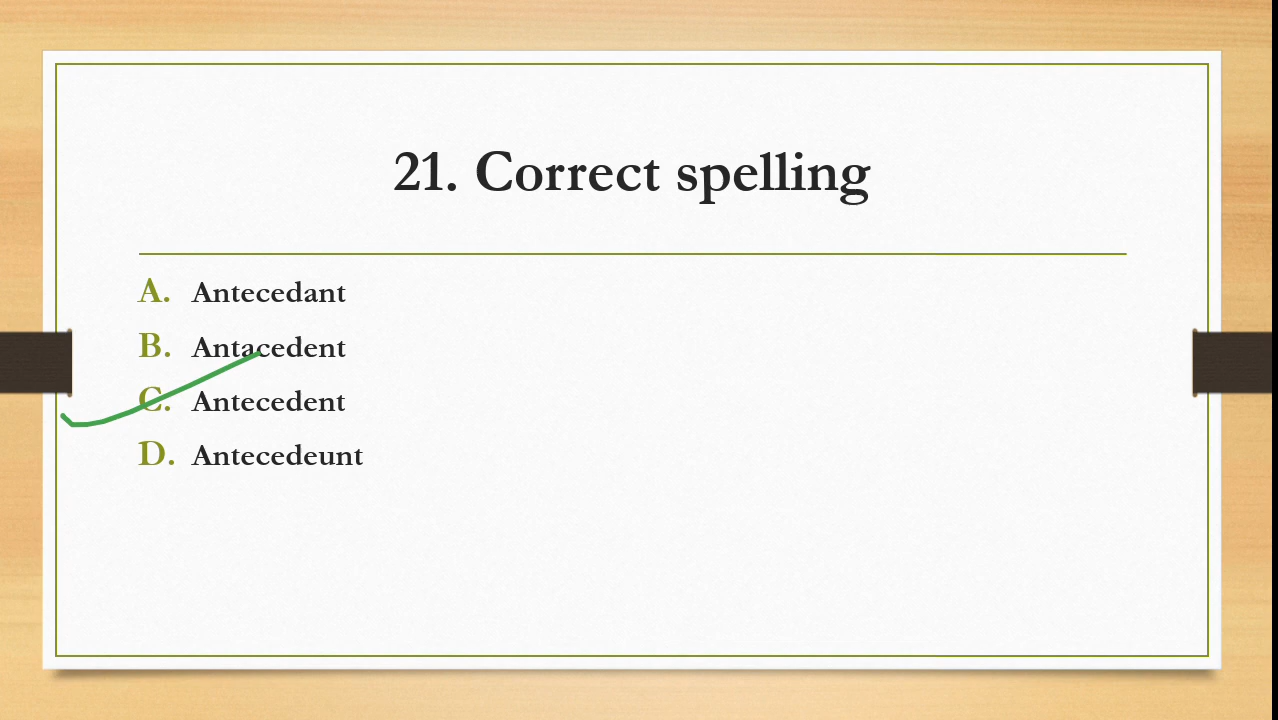 21. Correct spelling
A. Antecedant
B. Antacedent
C. Antecedent
D. Antecedeunt